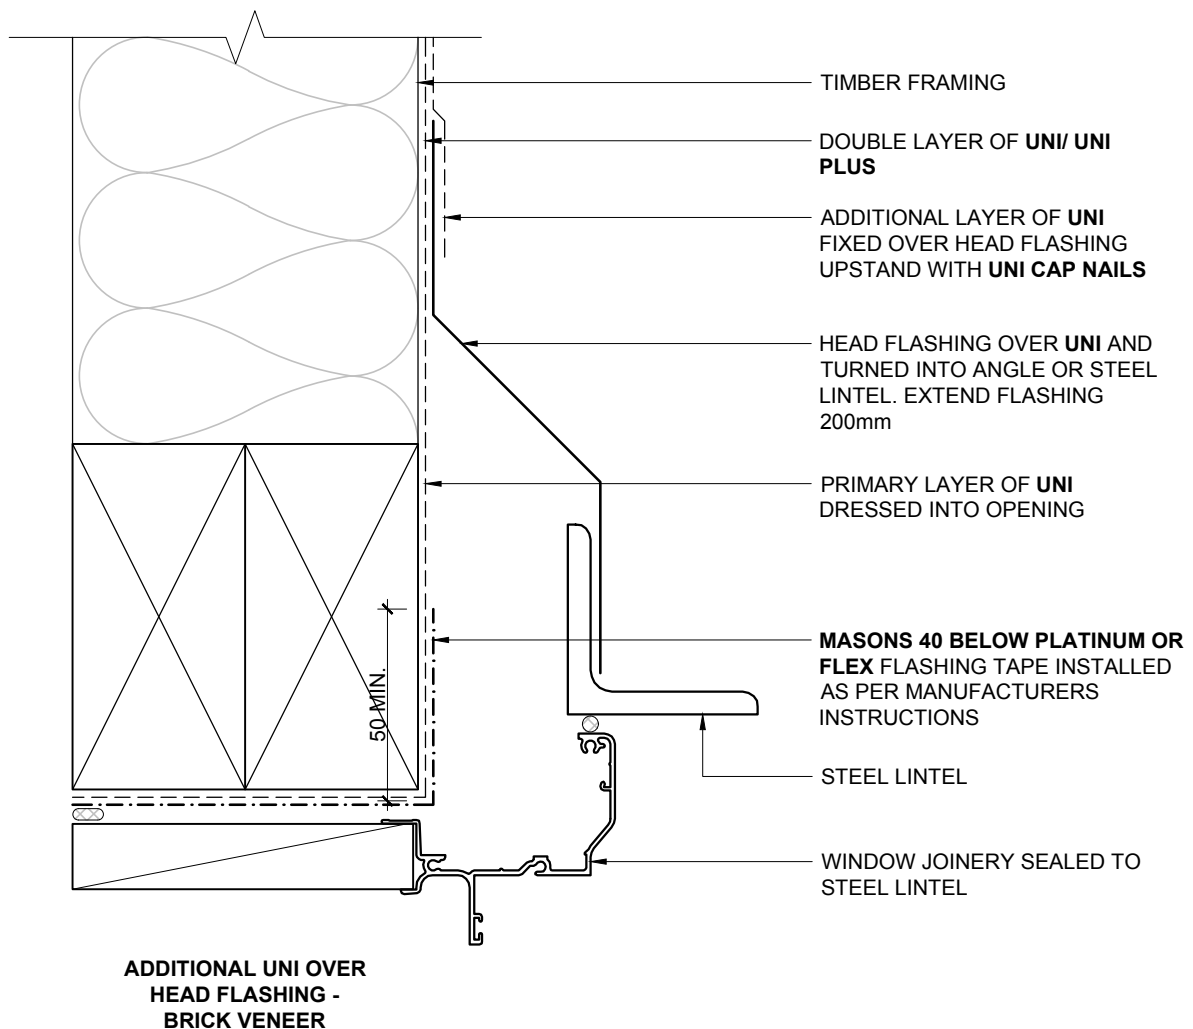 TIMBER FRAMING
DOUBLE LAYER OF UNI/ UNI
PLUS
ADDITIONAL LAYER OF UNI
FIXED OVER HEAD FLASHING
UPSTAND WITH UNI CAP NAILS
HEAD FLASHING OVER UNI AND
TURNED INTO ANGLE OR STEEL
LINTEL. EXTEND FLASHING
200mm
PRIMARY LAYER OF UNI
DRESSED INTO OPENING
50 MIN.
MASONS 40 BELOW PLATINUM OR
FLEX FLASHING TAPE INSTALLED
AS PER MANUFACTURERS
INSTRUCTIONS
STEEL LINTEL
WINDOW JOINERY SEALED TO
STEEL LINTEL
ADDITIONAL UNI OVER
HEAD FLASHING -
BRICK VENEER